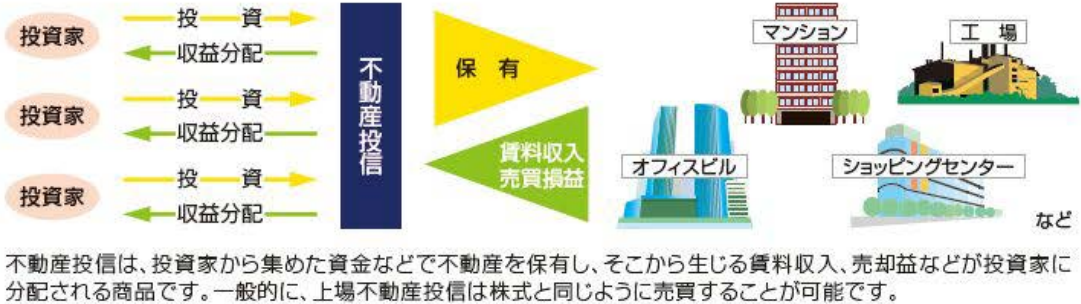 投資家
投 資
収益分配
投資家
投 資
収益分配
投資家
投 資
収益分配
不動産投信
保 有
賃料収入
売買損益
マンション
工 場
オフィスビル
ショッピングセンター
など
不動産投信は、投資家から集めた資金などで不動産を保有し、そこから生じる賃料収入、売却益などが投資家に
分配される商品です。一般的に、上場不動産投信は株式と同じように売買することが可能です。